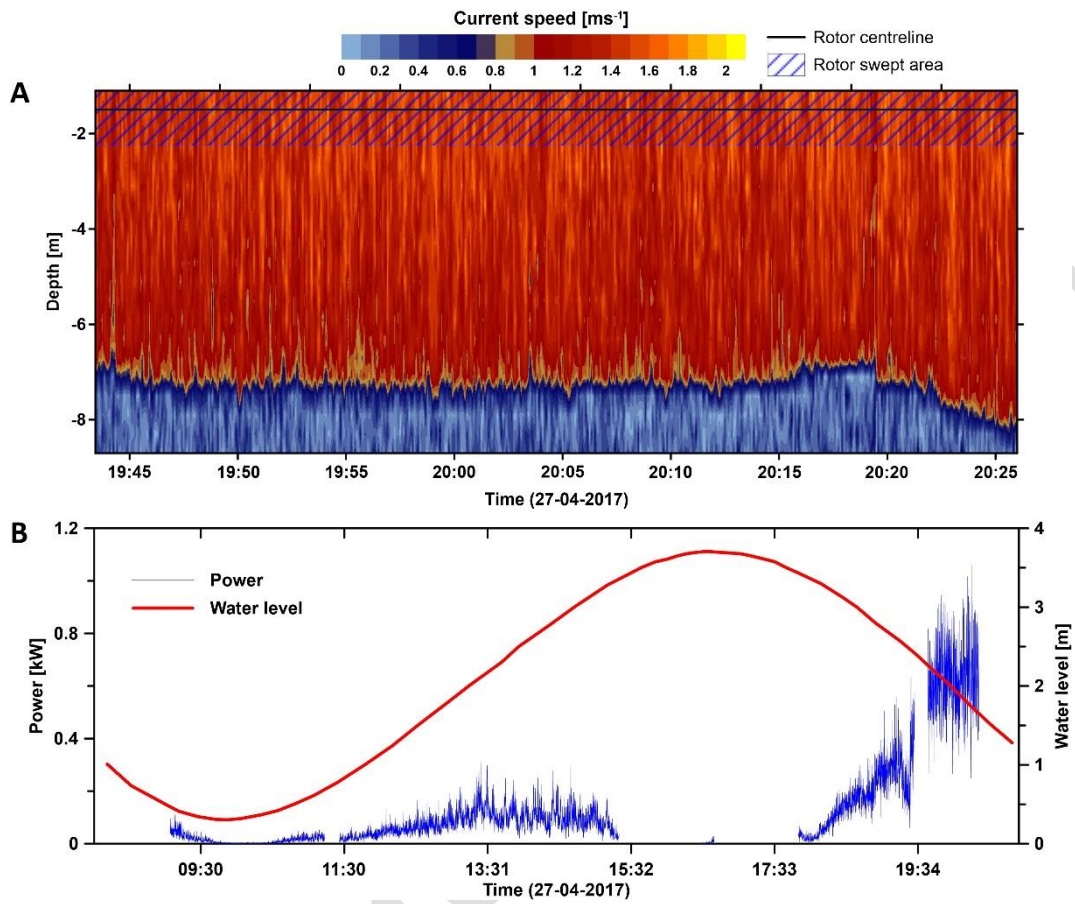 Current speed [ms⁻¹]
0 0.2 0.4 0.6 0.8 1 1.2 1.4 1.6 1.8 2
Rotor centreline
Rotor swept area
A
-2
-4
-6
-8
Depth [m]
19:45 19:50 19:55 20:00 20:05 20:10 20:15 20:20 20:25
Time (27-04-2017)
B
1.2
0.8
0.4
0
Power [kW]
Power
Water level
4
3
2
1
0
Water level [m]
09:30 11:30 13:31 15:32 17:33 19:34
Time (27-04-2017)